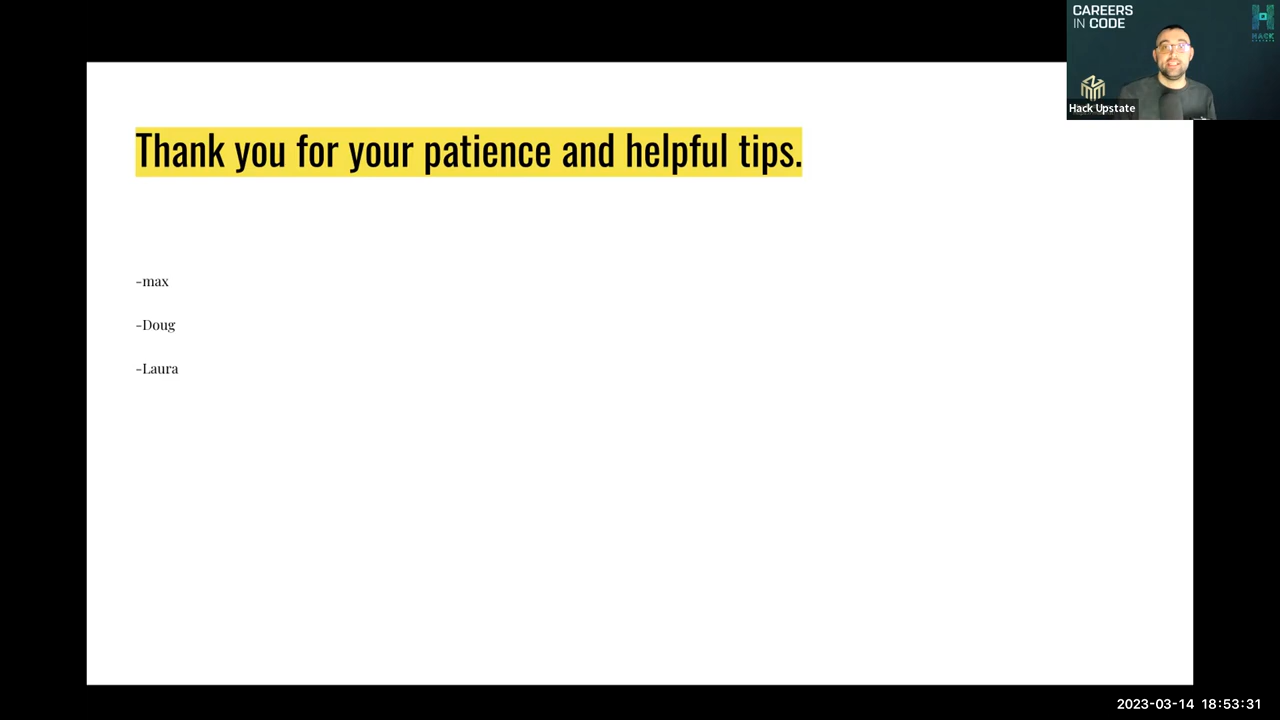 CAREERS
IN CODE
HACK
Hack Upstate
Thank you for your patience and helpful tips.
-max
-Doug
-Laura
2023-03-14 18:53:31